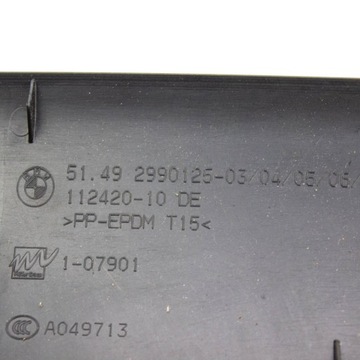 51.49 2990125-03/04/05/06/
112420-10 DE
>PP-EPDM T15<
1-07901
A049713